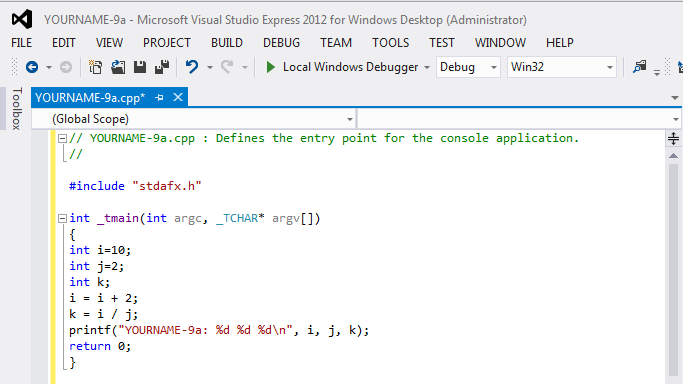 YOURNAME-9a - Microsoft Visual Studio Express 2012 for Windows Desktop (Administrator)
FILE EDIT VIEW PROJECT BUILD DEBUG TEAM TOOLS TEST WINDOW HELP
Local Windows Debugger Debug Win32
Toolbox
YOURNAME-9a.cpp*
(Global Scope)
// YOURNAME-9a.cpp : Defines the entry point for the console application.
//
#include "stdafx.h"
int _tmain(int argc, _TCHAR* argv[])
{
int i=10;
int j=2;
int k;
i = i + 2;
k = i / j;
printf("YOURNAME-9a: %d %d %d\n", i, j, k);
return 0;
}